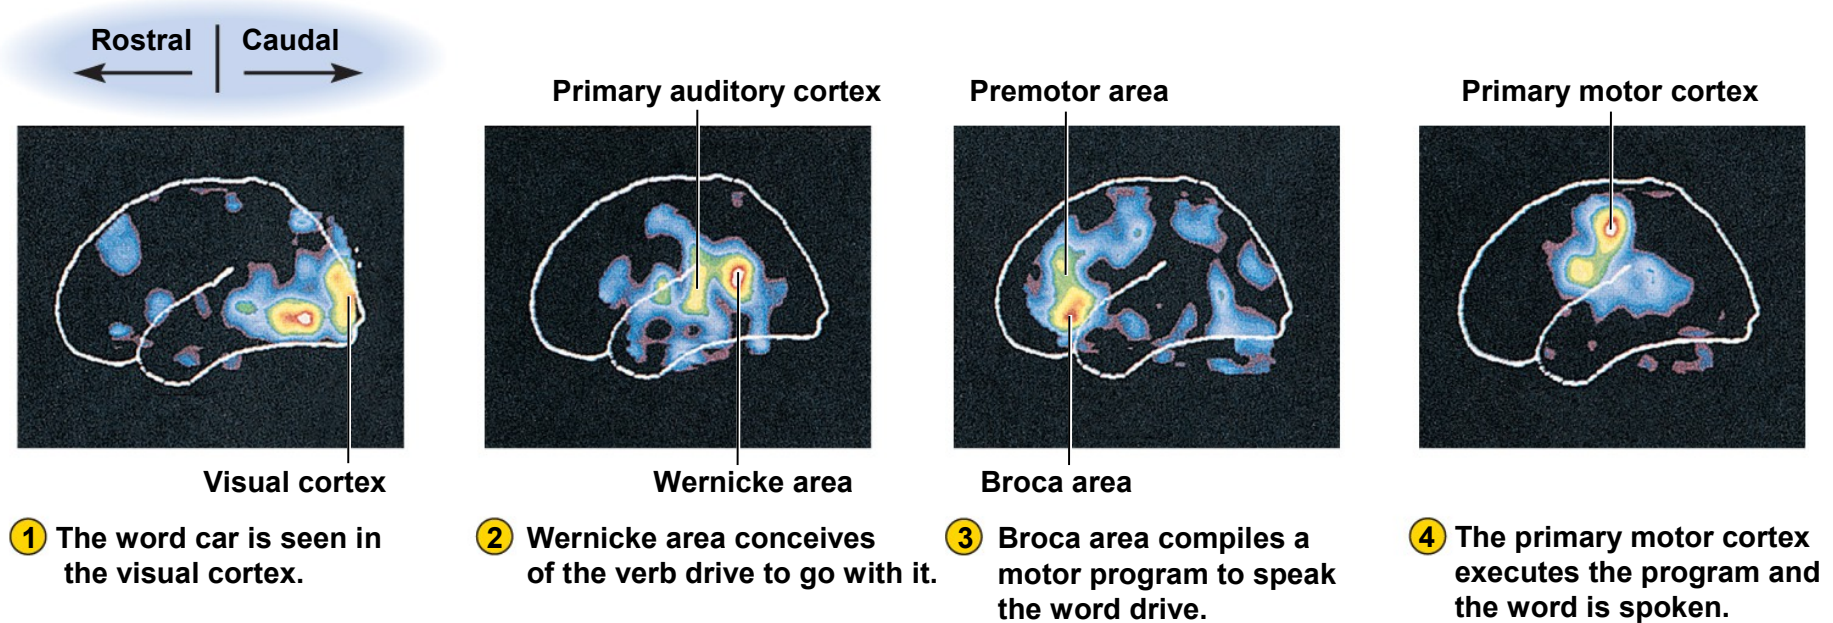 Rostral
Caudal
Primary auditory cortex
Premotor area
Primary motor cortex
Visual cortex
Wernicke area
Broca area
1 The word car is seen in
the visual cortex.
2 Wernicke area conceives
of the verb drive to go with it.
3 Broca area compiles a
motor program to speak
the word drive.
4 The primary motor cortex
executes the program and
the word is spoken.